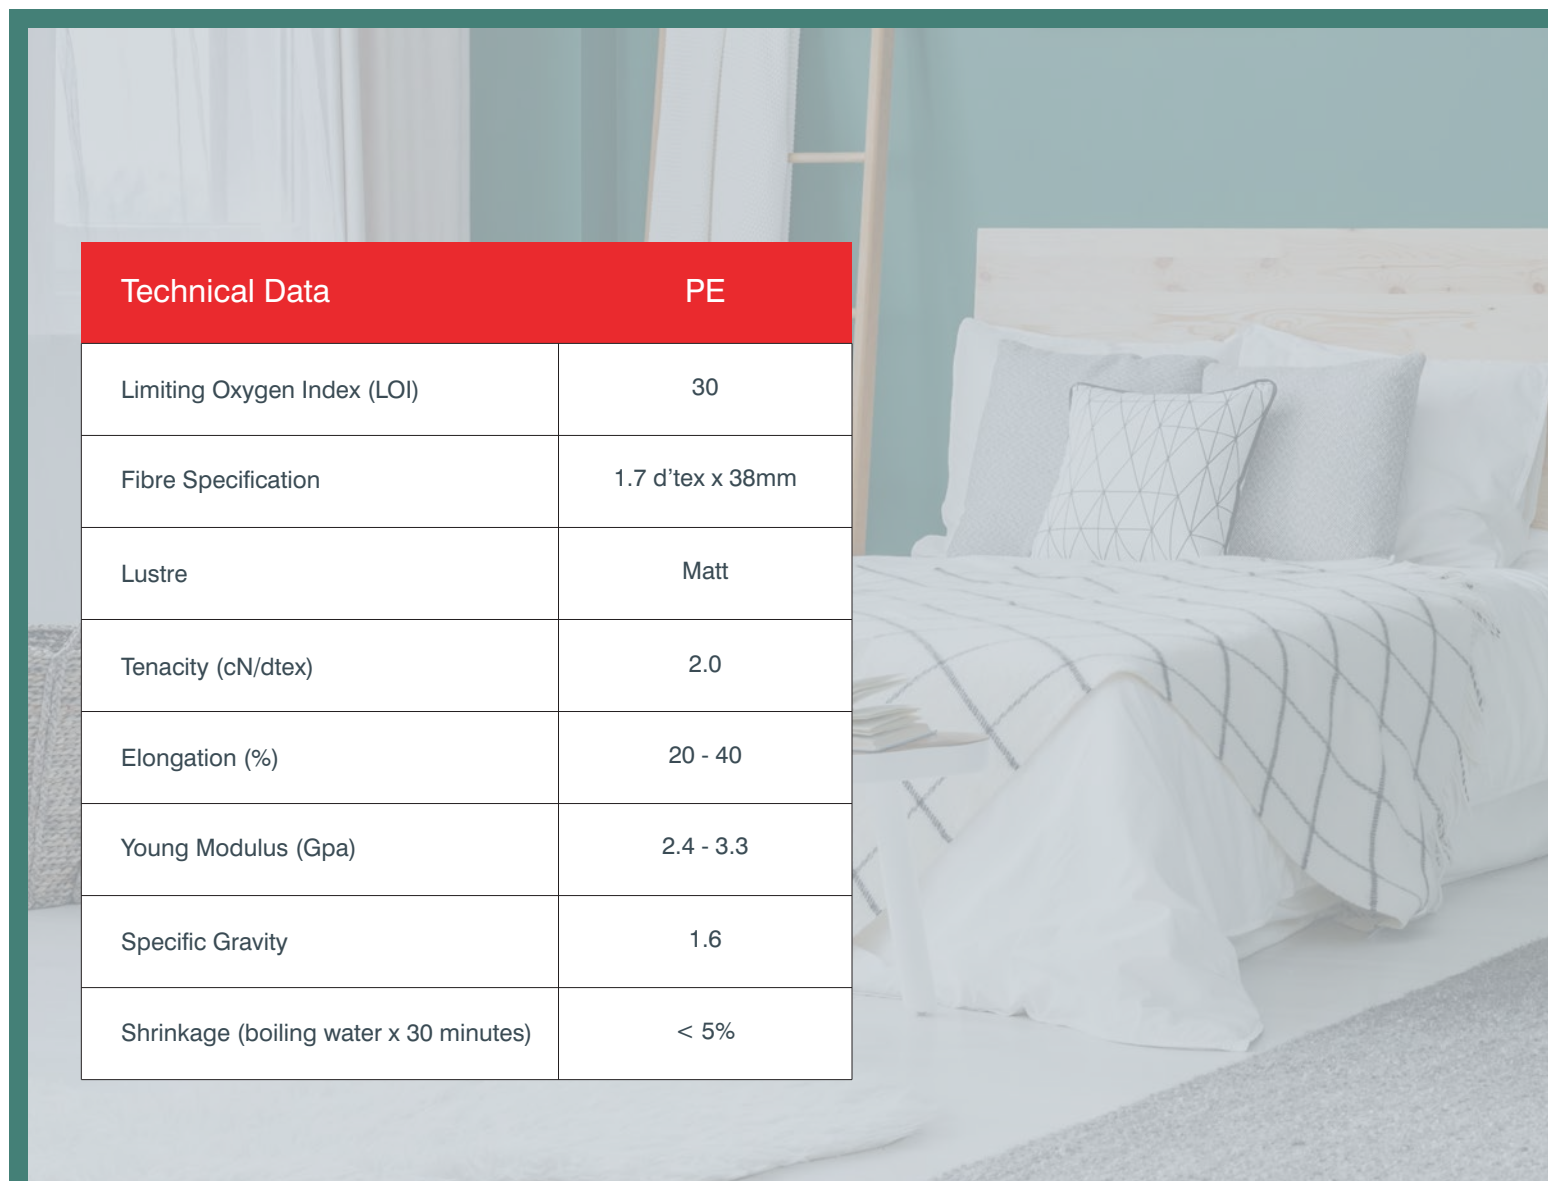 Technical Data PE
Limiting Oxygen Index (LOI) 30
Fibre Specification 1.7 d’tex x 38mm
Lustre Matt
Tenacity (cN/dtex) 2.0
Elongation (%) 20 - 40
Young Modulus (Gpa) 2.4 - 3.3
Specific Gravity 1.6
Shrinkage (boiling water x 30 minutes) < 5%